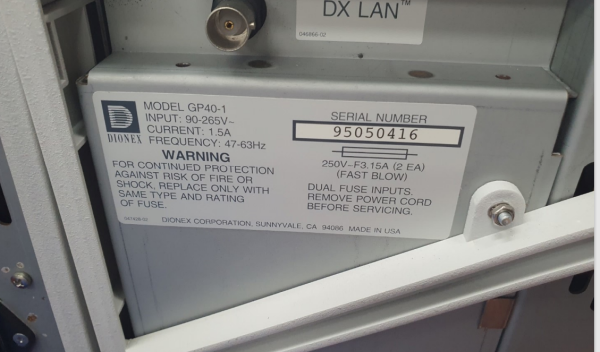 DX LAN™
046866-02
DIONEX
MODEL GP40-1
INPUT: 90-265V~
CURRENT: 1.5A
FREQUENCY: 47-63Hz
WARNING
FOR CONTINUED PROTECTION
AGAINST RISK OF FIRE OR
SHOCK, REPLACE ONLY WITH
SAME TYPE AND RATING
OF FUSE.
SERIAL NUMBER
95050416
250V-F3.15A (2 EA)
(FAST BLOW)
DUAL FUSE INPUTS.
REMOVE POWER CORD
BEFORE SERVICING.
DIONEX CORPORATION, SUNNYVALE, CA 94086 MADE IN USA